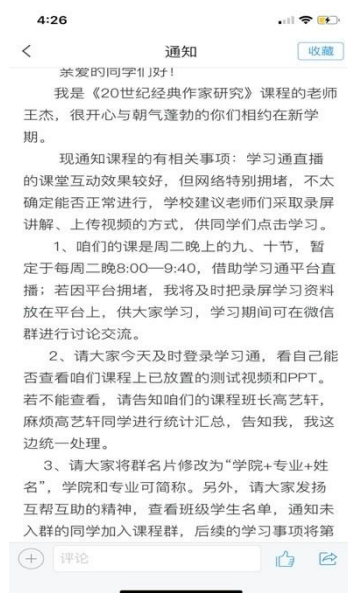 4:26
通知
收藏
亲爱的同学们好！
我是《20世纪经典作家研究》课程的老师
王杰，很开心与朝气蓬勃的你们相约在新学
期。
现通知课程的有相关事项：学习通直播
的课堂互动效果较好，但网络特别拥堵，不太
确定能否正常进行，学校建议老师们采取录屏
讲解、上传视频的方式，供同学们点击学习。
1、咱们的课是周二晚上的九、十节，暂
定于每周二晚8:00—9:40，借助学习通平台直
播；若因平台拥堵，我将及时把录屏学习资料
放在平台上，供大家学习，学习期间可在微信
群进行讨论交流。
2、请大家今天及时登录学习通，看自己能
否查看咱们课程上已放置的测试视频和PPT。
若不能查看，请告知咱们的课程班长高艺轩，
麻烦高艺轩同学进行统计汇总，告知我，我这
边统一处理。
3、请大家将群名片修改为“学院+专业+姓
名”，学院和专业可简称。另外，请大家发扬
互帮互助的精神，查看班级学生名单，通知未
入群的同学加入课程群，后续的学习事项将第
评论